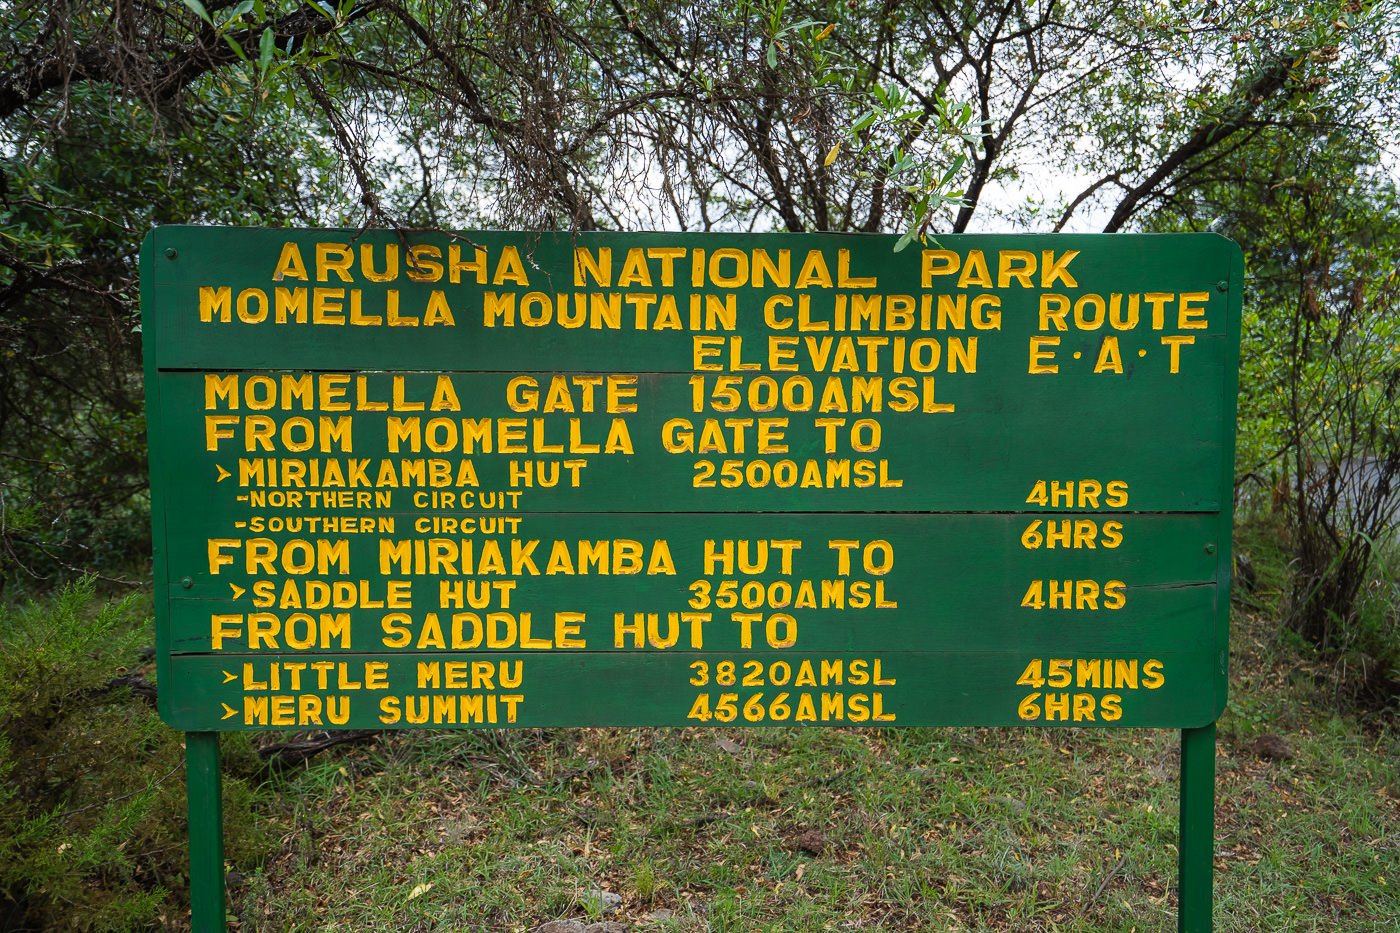 ARUSHA NATIONAL PARK
MOMELLA MOUNTAIN CLIMBING ROUTE
ELEVATION E·A·T
MOMELLA GATE 1500AMSL
FROM MOMELLA GATE TO
>MIRIAKAMBA HUT 2500AMSL
-NORTHERN CIRCUIT 4HRS
-SOUTHERN CIRCUIT 6HRS
FROM MIRIAKAMBA HUT TO
>SADDLE HUT 3500AMSL 4HRS
FROM SADDLE HUT TO
>LITTLE MERU 3820AMSL 45MINS
>MERU SUMMIT 4566AMSL 6HRS